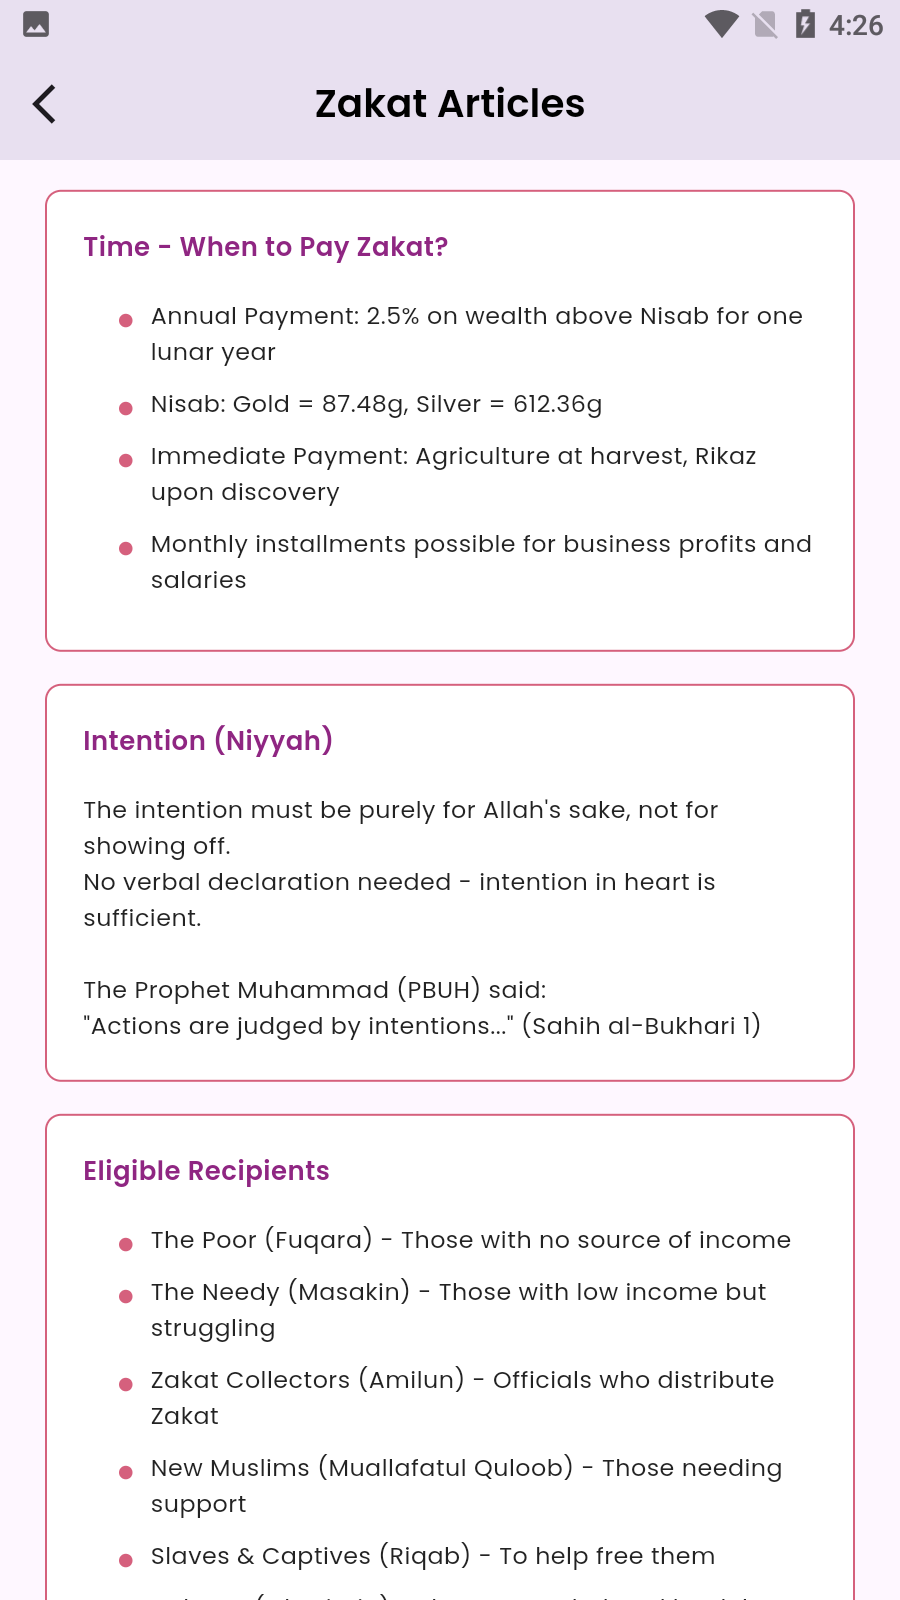 4:26
Zakat Articles
Time - When to Pay Zakat?
Annual Payment: 2.5% on wealth above Nisab for one
lunar year
Nisab: Gold = 87.48g, Silver = 612.36g
Immediate Payment: Agriculture at harvest, Rikaz
upon discovery
Monthly installments possible for business profits and
salaries
Intention (Niyyah)
The intention must be purely for Allah's sake, not for
showing off.
No verbal declaration needed - intention in heart is
sufficient.
The Prophet Muhammad (PBUH) said:
"Actions are judged by intentions..." (Sahih al-Bukhari 1)
Eligible Recipients
The Poor (Fuqara) - Those with no source of income
The Needy (Masakin) - Those with low income but
struggling
Zakat Collectors (Amilun) - Officials who distribute
Zakat
New Muslims (Muallafatul Quloob) - Those needing
support
Slaves & Captives (Riqab) - To help free them